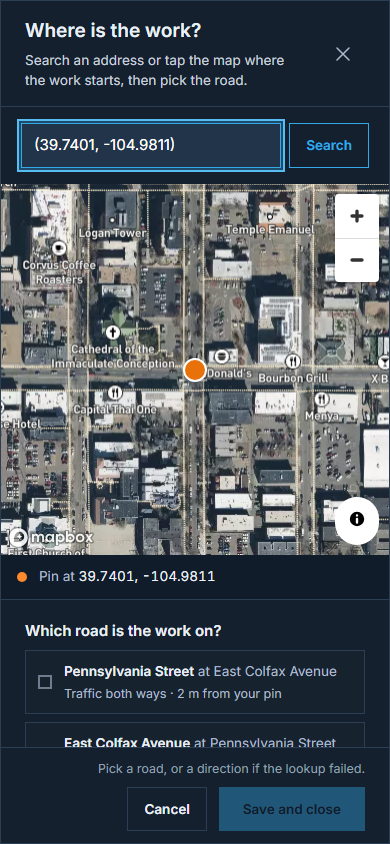 Where is the work?
Search an address or tap the map where
the work starts, then pick the road.
(39.7401, -104.9811)
Search
Logan Tower
Temple Emanuel
Corvus Coffee
Roasters
Cathedral of the
Immaculate Conception
Donald's
Bourbon Grill
X B
Capital Thai One
Menya
e Hotel
mapbox
First Church of
Pin at 39.7401, -104.9811
Which road is the work on?
Pennsylvania Street at East Colfax Avenue
Traffic both ways · 2 m from your pin
East Colfax Avenue at Pennsylvania Street
Pick a road, or a direction if the lookup failed.
Cancel
Save and close